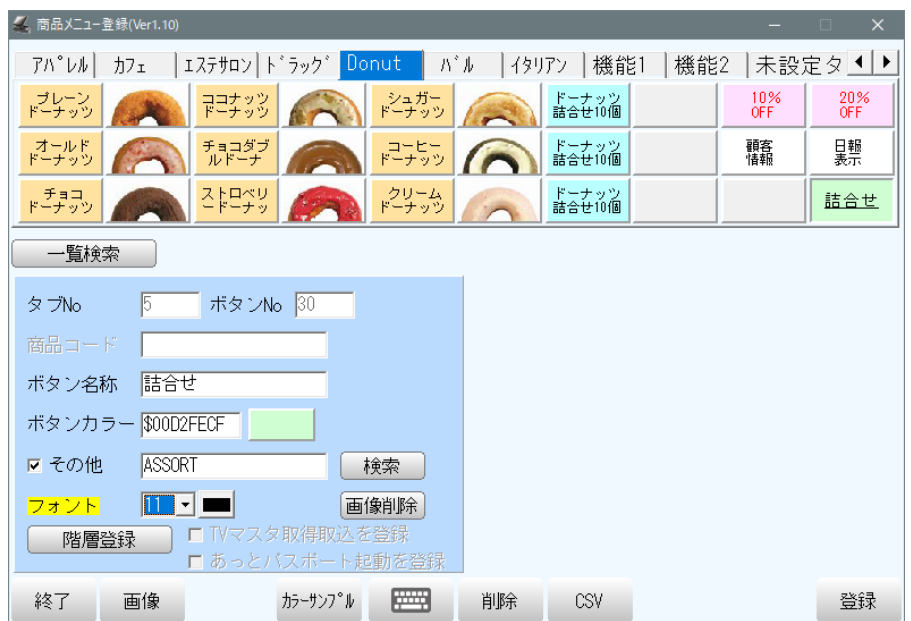 商品メニュー登録(Ver1.10)
アパレル カフェ エステサロン ドラッグ Donut バル イタリアン 機能1 機能2 未設定タ
プレーン
ドーナッツ
ココナッツ
ドーナッツ
シュガー
ドーナッツ
ドーナッツ
詰合せ10個
10%
OFF
20%
OFF
オールド
ドーナッツ
チョコダブ
ルドーナ
コーヒー
ドーナッツ
ドーナッツ
詰合せ10個
顧客
情報
日報
表示
チョコ
ドーナッツ
ストロベリ
ードーナッ
クリーム
ドーナッツ
ドーナッツ
詰合せ10個
詰合せ
一覧検索
タブNo 5 ボタンNo 30
商品コード
ボタン名称 詰合せ
ボタンカラー $00D2FECF
その他 ASSORT 検索
フォント 11 画像削除
階層登録 TVマスタ取得取込を登録
あっとパスポート起動を登録
終了 画像 カラーサンプル 削除 CSV 登録